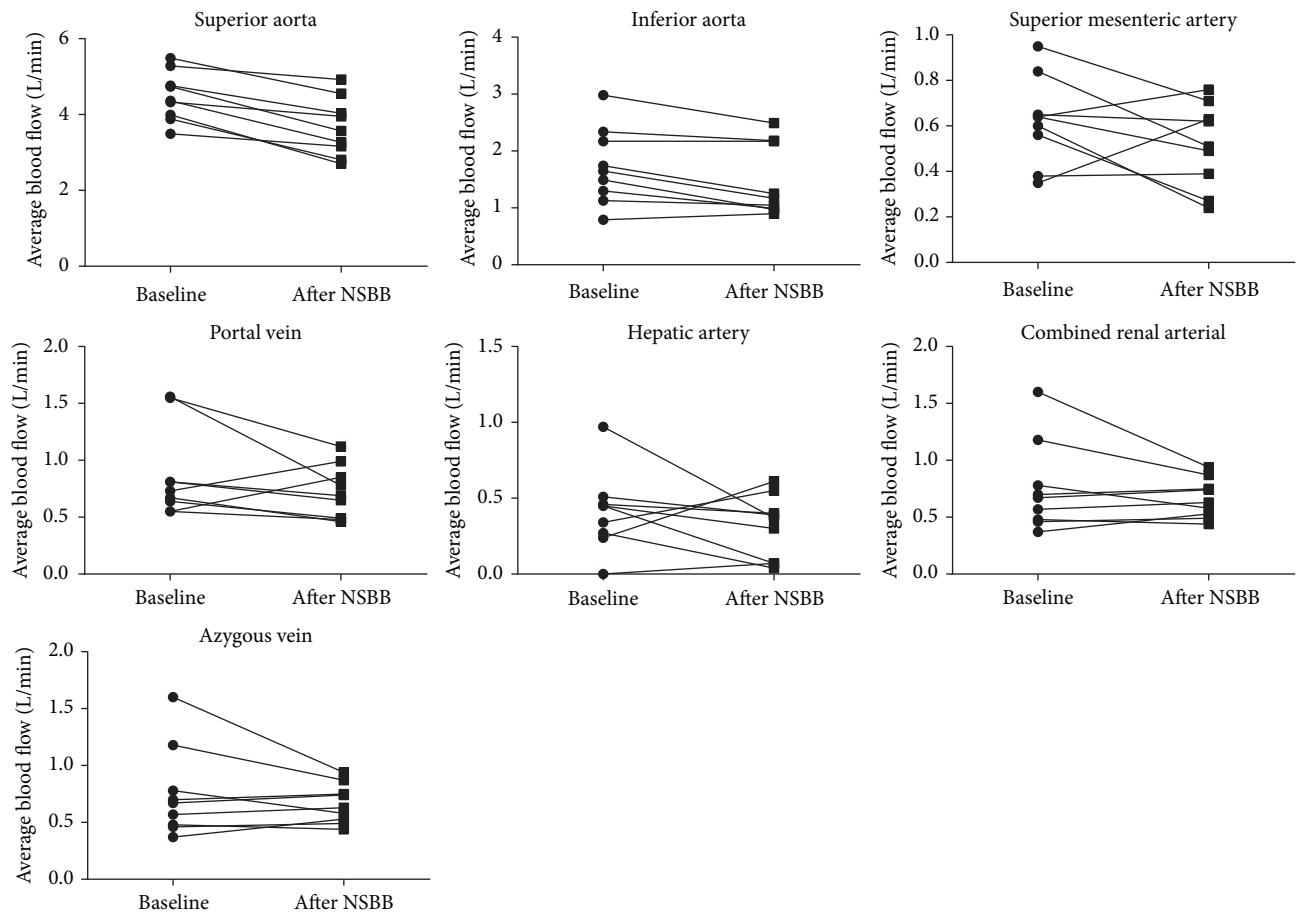 Superior aorta
Average blood flow (L/min)
6
4
2
0
Baseline
After NSBB
Inferior aorta
Average blood flow (L/min)
4
3
2
1
0
Baseline
After NSBB
Superior mesenteric artery
Average blood flow (L/min)
1.0
0.8
0.6
0.4
0.2
0.0
Baseline
After NSBB
Portal vein
Average blood flow (L/min)
2.0
1.5
1.0
0.5
0.0
Baseline
After NSBB
Hepatic artery
Average blood flow (L/min)
1.5
1.0
0.5
0.0
Baseline
After NSBB
Combined renal arterial
Average blood flow (L/min)
2.0
1.5
1.0
0.5
0.0
Baseline
After NSBB
Azygous vein
Average blood flow (L/min)
2.0
1.5
1.0
0.5
0.0
Baseline
After NSBB